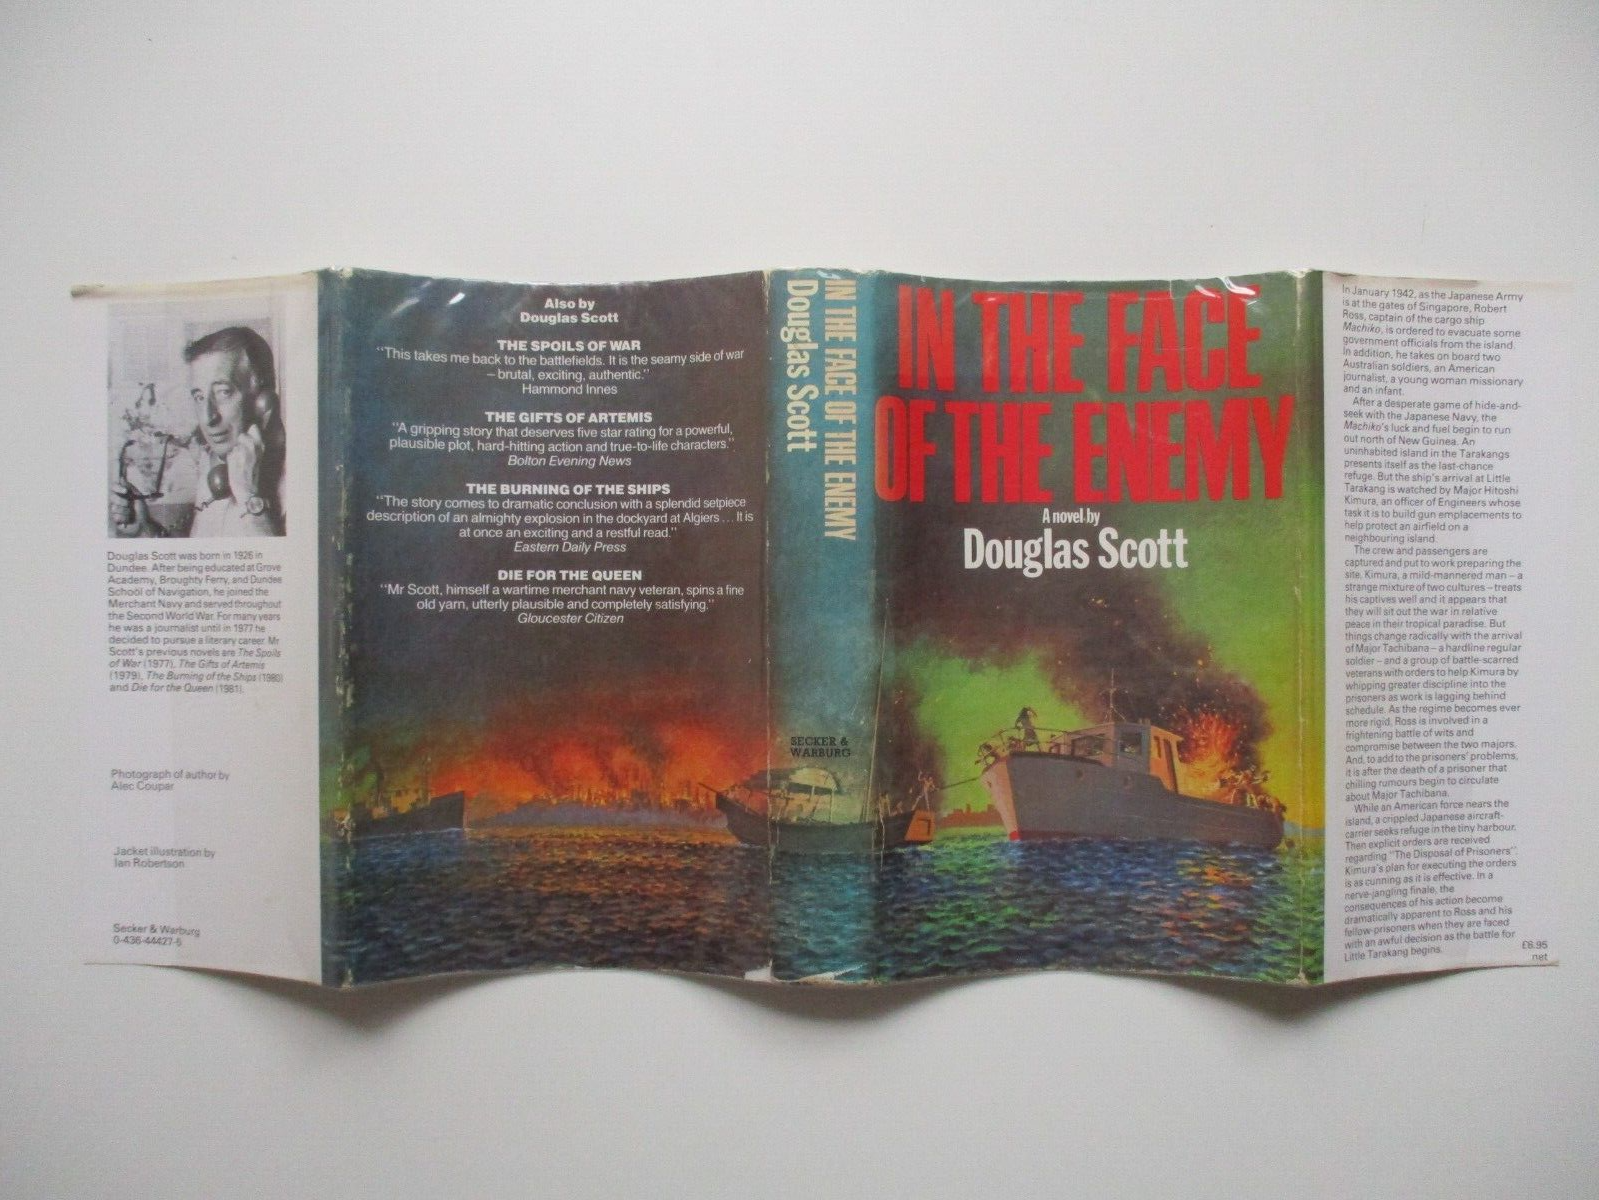 Douglas Scott was born in 1926 in
Dundee. After being educated at Grove
Academy, Broughty Ferry, and Dundee
School of Navigation, he joined the
Merchant Navy and served throughout
the Second World War. For many years
he was a journalist until in 1977 he
decided to pursue a literary career. Mr
Scott's previous novels are The Spoils
of War (1977), The Gifts of Artemis
(1979), The Burning of the Ships (1980)
and Die for the Queen (1981).
Photograph of author by
Alec Coupar
Jacket illustration by
Ian Robertson
Secker & Warburg
0-436-44427-5
Also by
Douglas Scott
THE SPOILS OF WAR
"This takes me back to the battlefields. It is the seamy side of war
– brutal, exciting, authentic."
Hammond Innes
THE GIFTS OF ARTEMIS
"A gripping story that deserves five star rating for a powerful,
plausible plot, hard-hitting action and true-to-life characters."
Bolton Evening News
THE BURNING OF THE SHIPS
"The story comes to dramatic conclusion with a splendid setpiece
description of an almighty explosion in the dockyard at Algiers . . . It is
at once an exciting and a restful read."
Eastern Daily Press
DIE FOR THE QUEEN
"Mr Scott, himself a wartime merchant navy veteran, spins a fine
old yarn, utterly plausible and completely satisfying."
Gloucester Citizen
IN THE FACE OF THE ENEMY
Douglas Scott
SECKER &
WARBURG
IN THE FACE
OF THE ENEMY
A novel by
Douglas Scott
In January 1942, as the Japanese Army
is at the gates of Singapore, Robert
Ross, captain of the cargo ship
Machiko, is ordered to evacuate some
government officials from the island.
In addition, he takes on board two
Australian soldiers, an American
journalist, a young woman missionary
and an infant.
After a desperate game of hide-and-
seek with the Japanese Navy, the
Machiko's luck and fuel begin to run
out north of New Guinea. An
uninhabited island in the Tarakangs
presents itself as the last-chance
refuge. But the ship's arrival at Little
Tarakang is watched by Major Hitoshi
Kimura, an officer of Engineers whose
task it is to build gun emplacements to
help protect an airfield on a
neighbouring island.
The crew and passengers are
captured and put to work preparing the
site. Kimura, a mild-mannered man – a
strange mixture of two cultures – treats
his captives well and it appears that
they will sit out the war in relative
peace in their tropical paradise. But
things change radically with the arrival
of Major Tachibana – a hardline regular
soldier – and a group of battle-scarred
veterans with orders to help Kimura by
whipping greater discipline into the
prisoners as work is lagging behind
schedule. As the regime becomes ever
more rigid, Ross is involved in a
frightening battle of wits and
compromise between the two majors.
And, to add to the prisoners' problems,
it is after the death of a prisoner that
chilling rumours begin to circulate
about Major Tachibana.
While an American force nears the
island, a crippled Japanese aircraft-
carrier seeks refuge in the tiny harbour.
Then explicit orders are received
regarding "The Disposal of Prisoners".
Kimura's plan for executing the orders
is as cunning as it is effective. In a
nerve-jangling finale, the
consequences of his action become
dramatically apparent to Ross and his
fellow-prisoners when they are faced
with an awful decision as the battle for
Little Tarakang begins.
£6.95
net